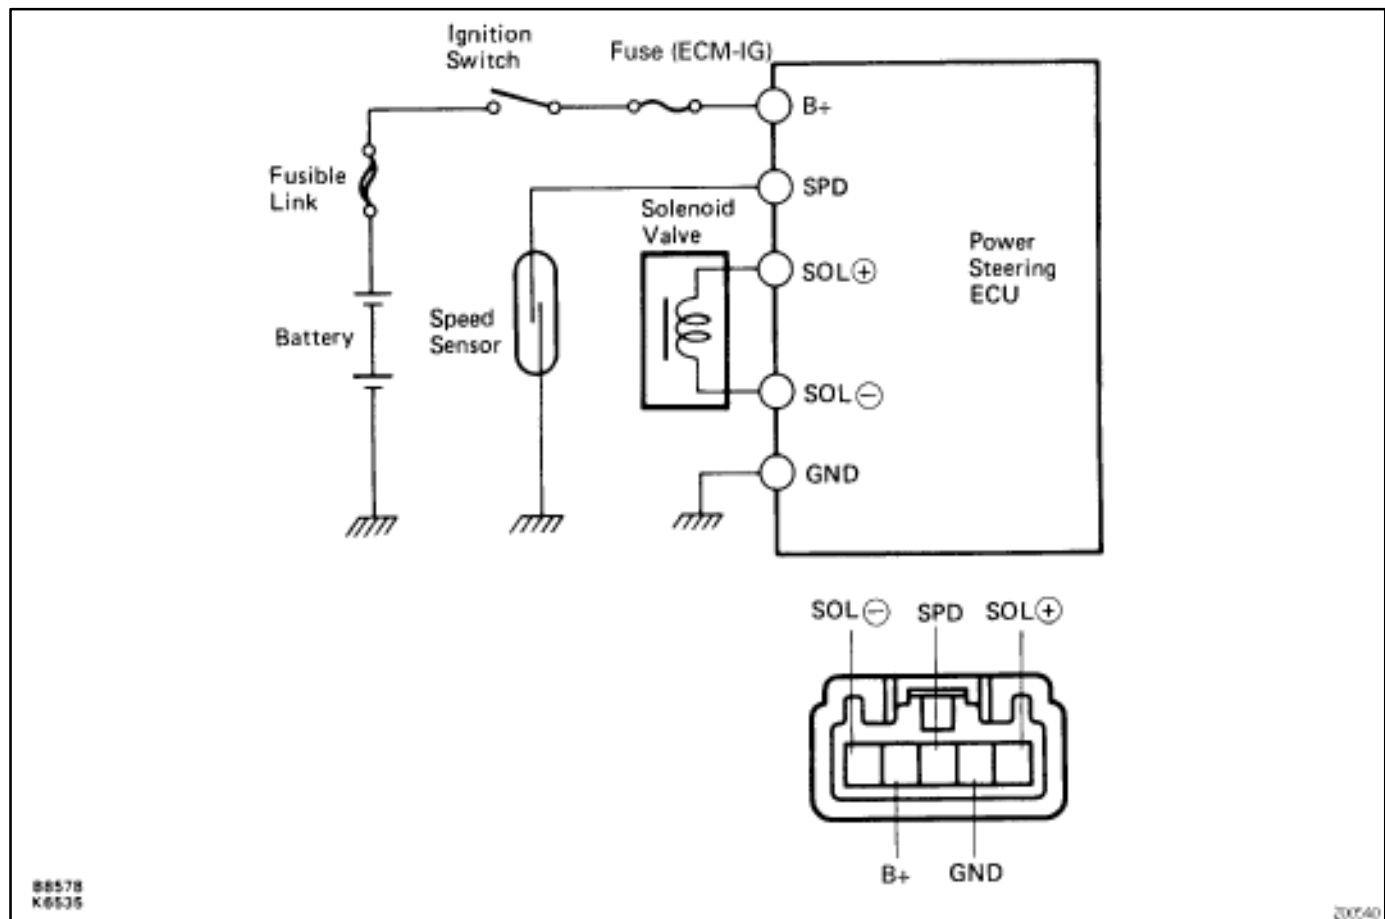 Ignition
Switch
Fuse (ECM-IG)
B+
Fusible
Link
SPD
Solenoid
Valve
SOL⊕
Power
Steering
ECU
Battery
Speed
Sensor
SOL⊖
GND
SOL⊖ SPD SOL⊕
B+ GND
B8578
K6535
Z00540